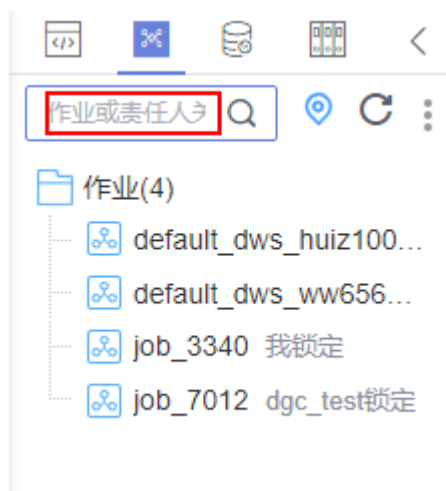 作业或责任人
作业(4)
default_dws_huiz100...
default_dws_ww656...
job_3340 我锁定
job_7012 dgc_test锁定